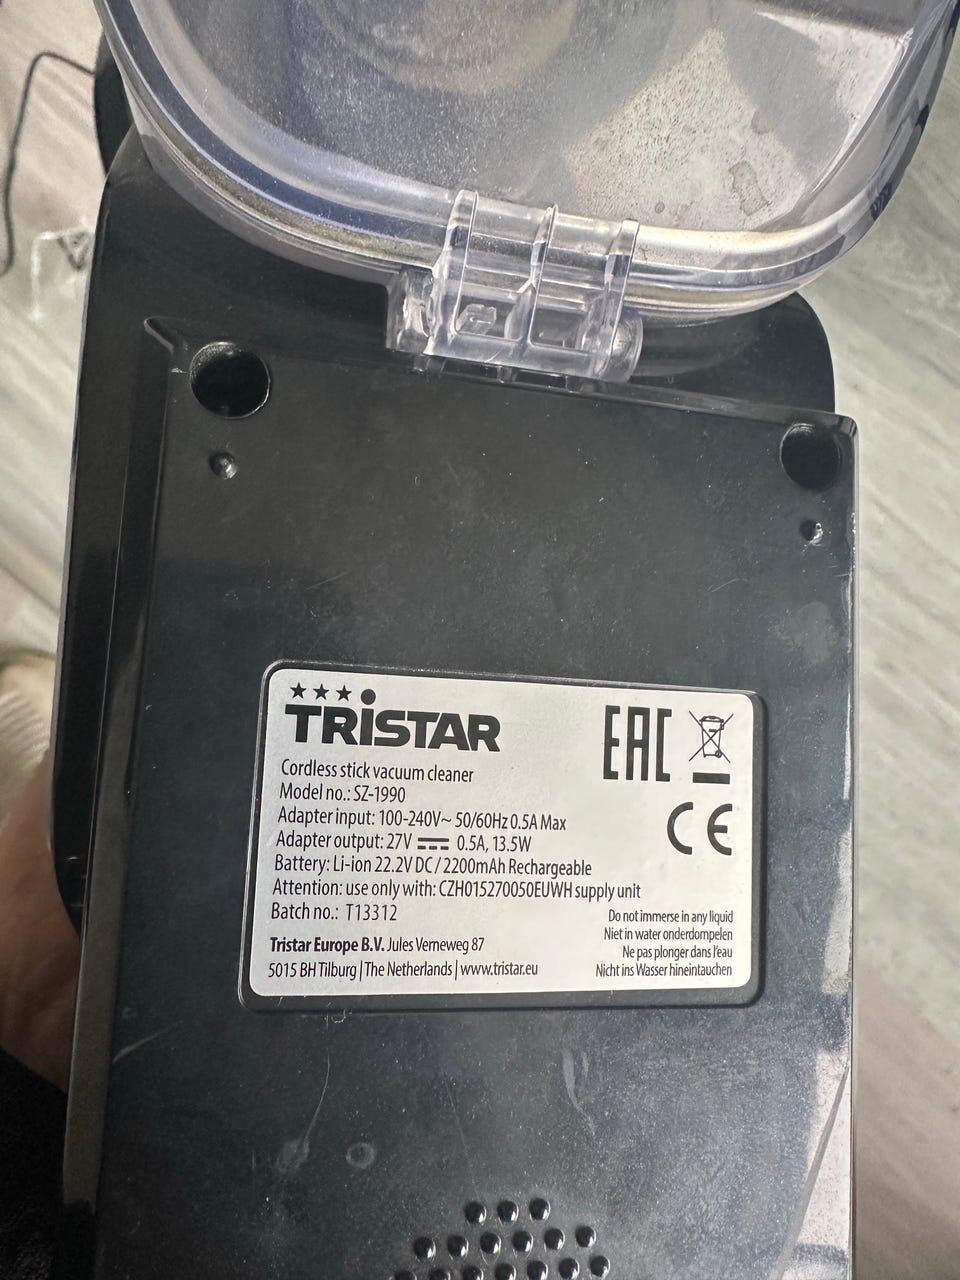 TRiSTAR
EAC
CE
Cordless stick vacuum cleaner
Model no.: SZ-1990
Adapter input: 100-240V~ 50/60Hz 0.5A Max
Adapter output: 27V ⎓ 0.5A, 13.5W
Battery: Li-ion 22.2V DC / 2200mAh Rechargeable
Attention: use only with: CZH015270050EUWH supply unit
Batch no.: T13312
Tristar Europe B.V. Jules Verneweg 87
5015 BH Tilburg | The Netherlands | www.tristar.eu
Do not immerse in any liquid
Niet in water onderdompelen
Ne pas plonger dans l'eau
Nicht ins Wasser hineintauchen